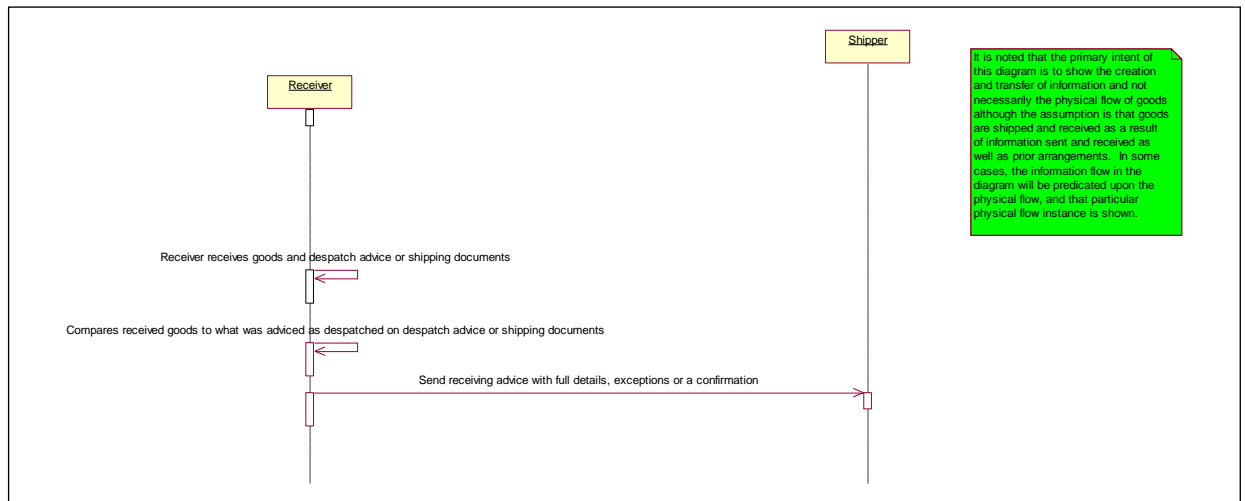 Shipper
Receiver
It is noted that the primary intent of
this diagram is to show the creation
and transfer of information and not
necessarily the physical flow of goods
although the assumption is that goods
are shipped and received as a result
of information sent and received as
well as prior arrangements. In some
cases, the information flow in the
diagram will be predicated upon the
physical flow, and that particular
physical flow instance is shown.
Receiver receives goods and despatch advice or shipping documents
Compares received goods to what was adviced as despatched on despatch advice or shipping documents
Send receiving advice with full details, exceptions or a confirmation